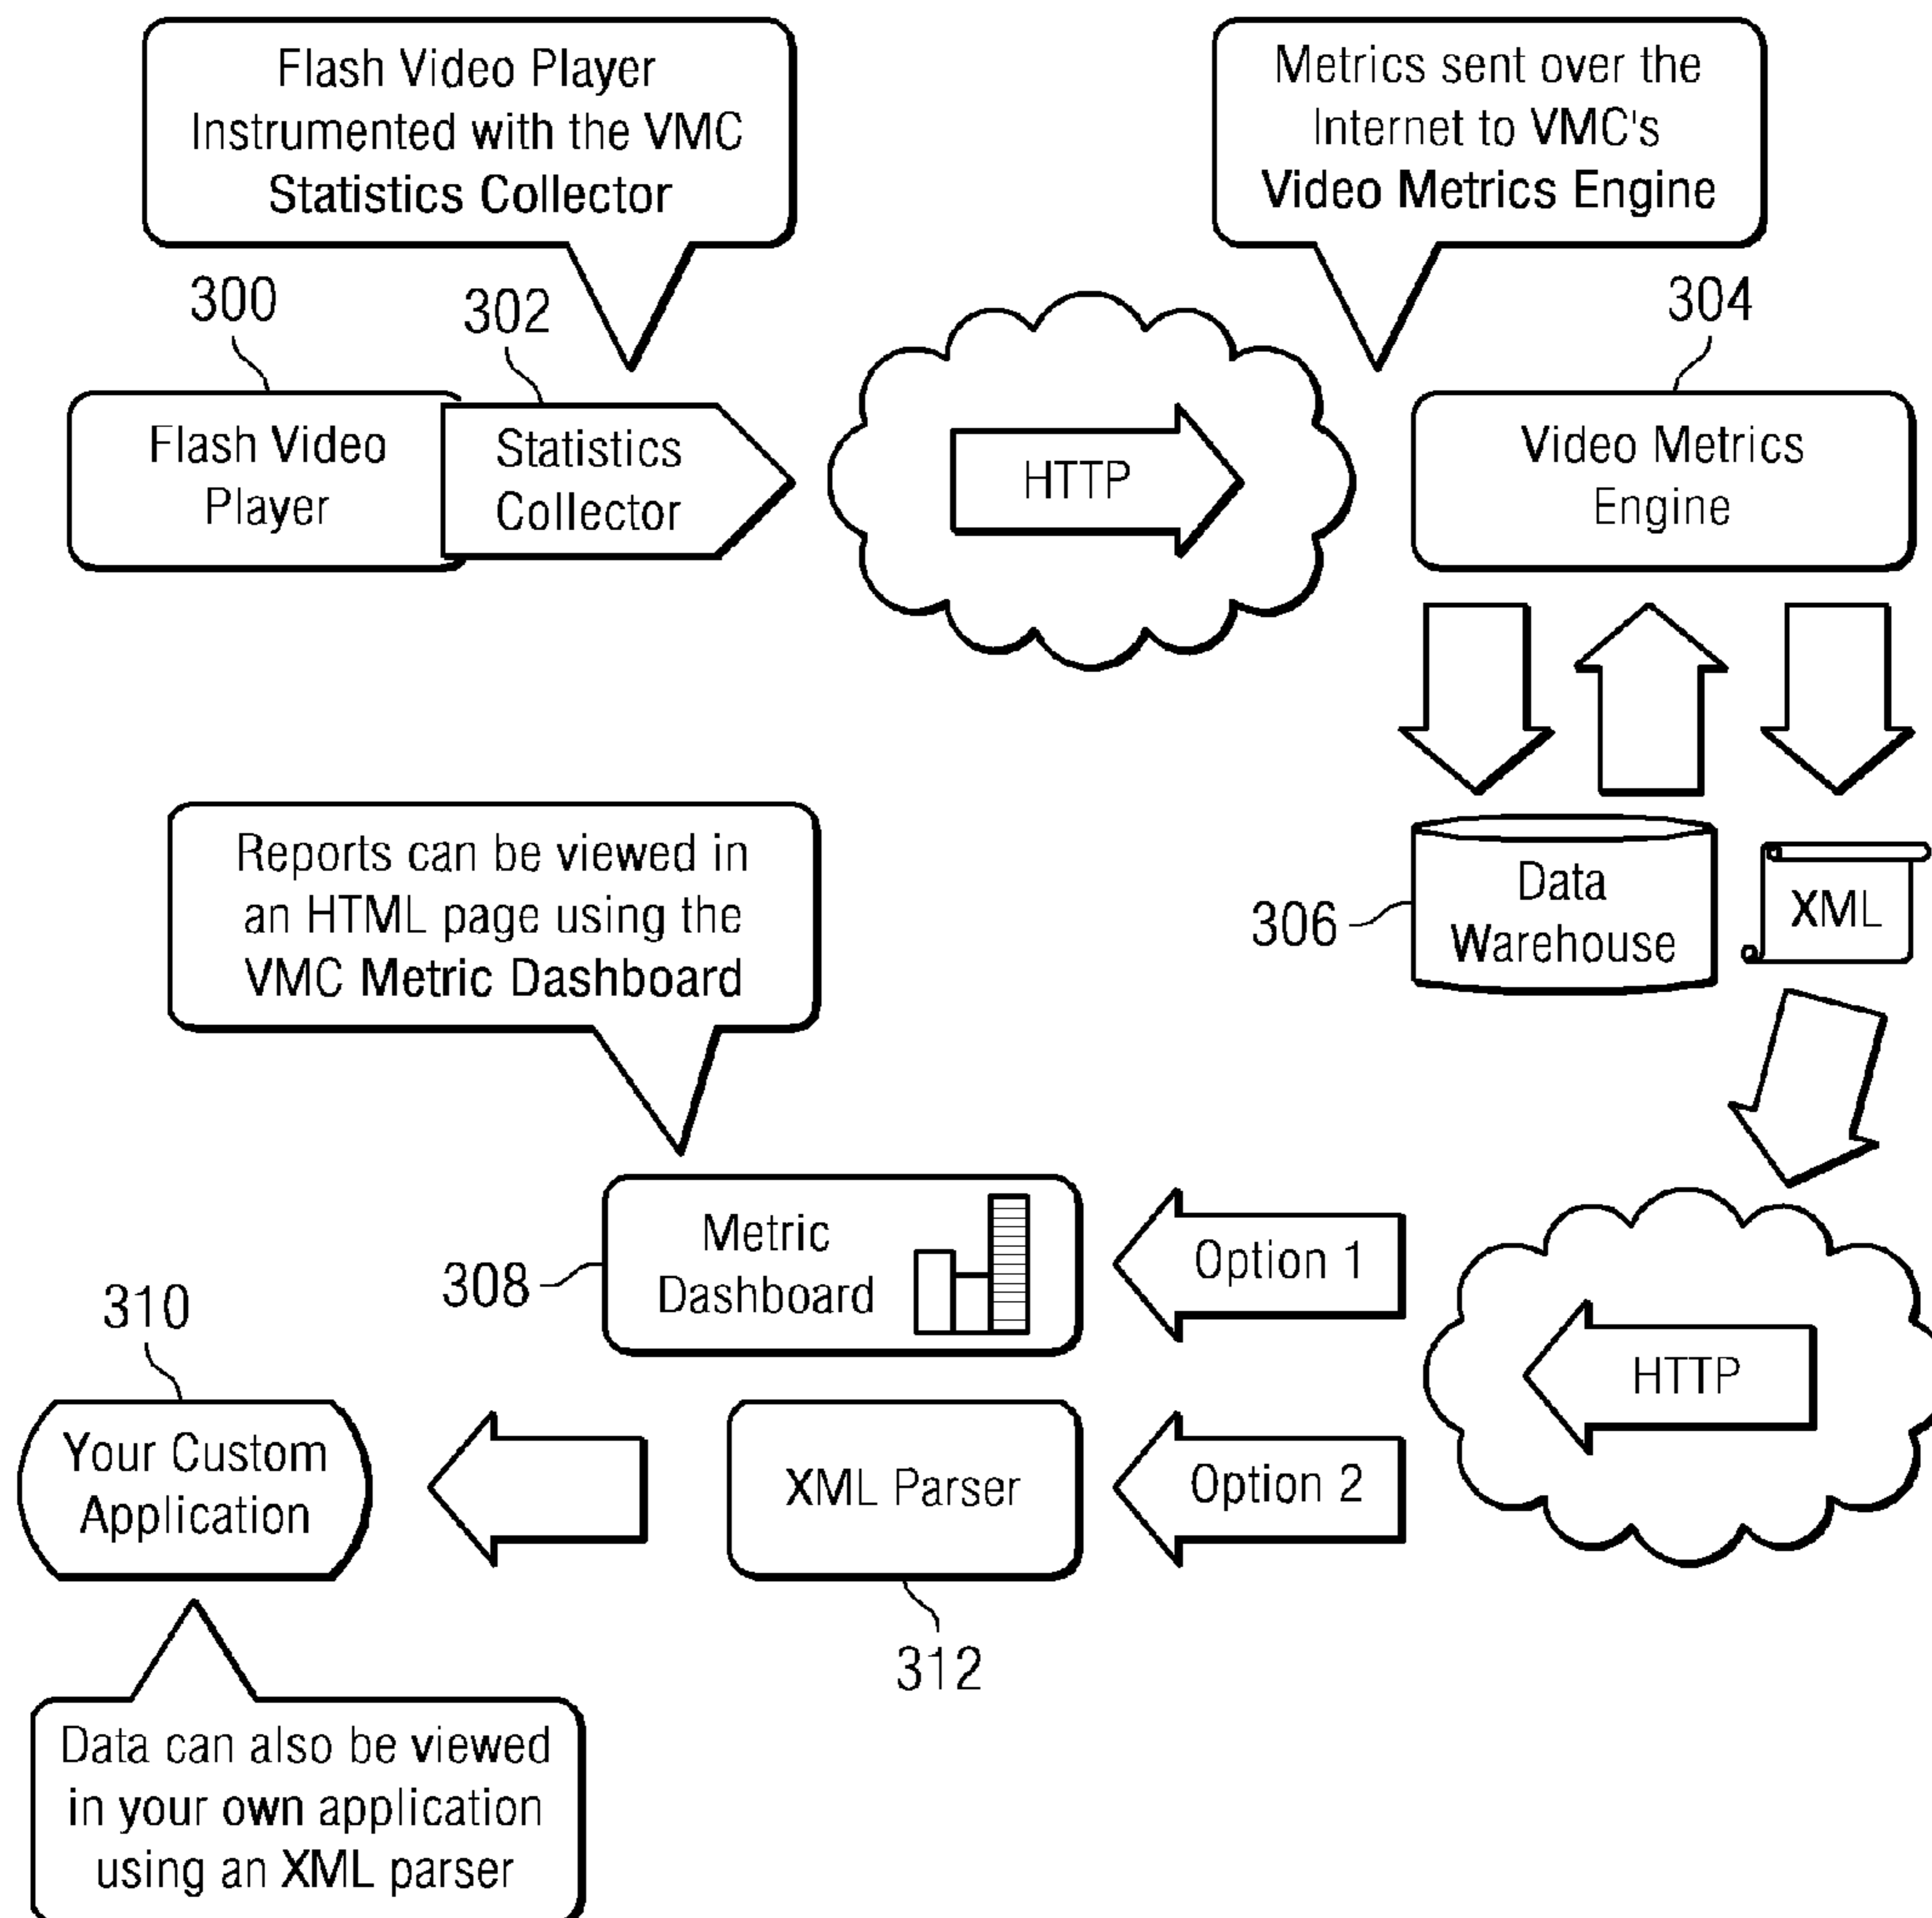 Flash Video Player
Instrumented with the VMC
Statistics Collector
Metrics sent over the
Internet to VMC's
Video Metrics Engine
300
302
304
Flash Video
Player
Statistics
Collector
HTTP
Video Metrics
Engine
Reports can be viewed in
an HTML page using the
VMC Metric Dashboard
306
Data
Warehouse
XML
308
Metric
Dashboard
Option 1
HTTP
310
Your Custom
Application
XML Parser
Option 2
312
Data can also be viewed
in your own application
using an XML parser